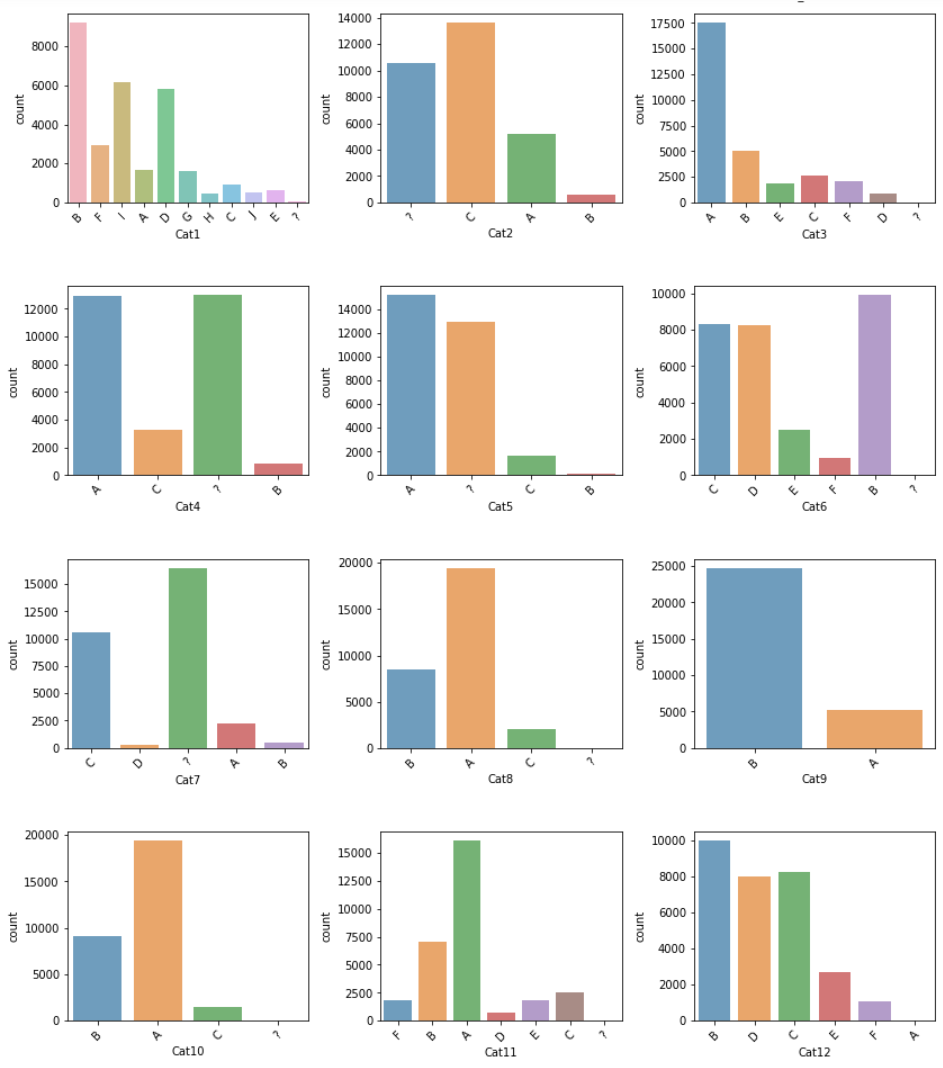 8000
6000
4000
2000
0
count
B F I A D G H C J E ?
Cat1
14000
12000
10000
8000
6000
4000
2000
0
count
? C A B
Cat2
17500
15000
12500
10000
7500
5000
2500
0
count
A B E C F D ?
Cat3
12000
10000
8000
6000
4000
2000
0
count
A C ? B
Cat4
14000
12000
10000
8000
6000
4000
2000
0
count
A ? C B
Cat5
10000
8000
6000
4000
2000
0
count
C D E F B ?
Cat6
15000
12500
10000
7500
5000
2500
0
count
C D ? A B
Cat7
20000
15000
10000
5000
0
count
B A C ?
Cat8
25000
20000
15000
10000
5000
0
count
B A
Cat9
20000
15000
10000
5000
0
count
B A C ?
Cat10
15000
12500
10000
7500
5000
2500
0
count
F B A D E C ?
Cat11
10000
8000
6000
4000
2000
0
count
B D C E F A
Cat12